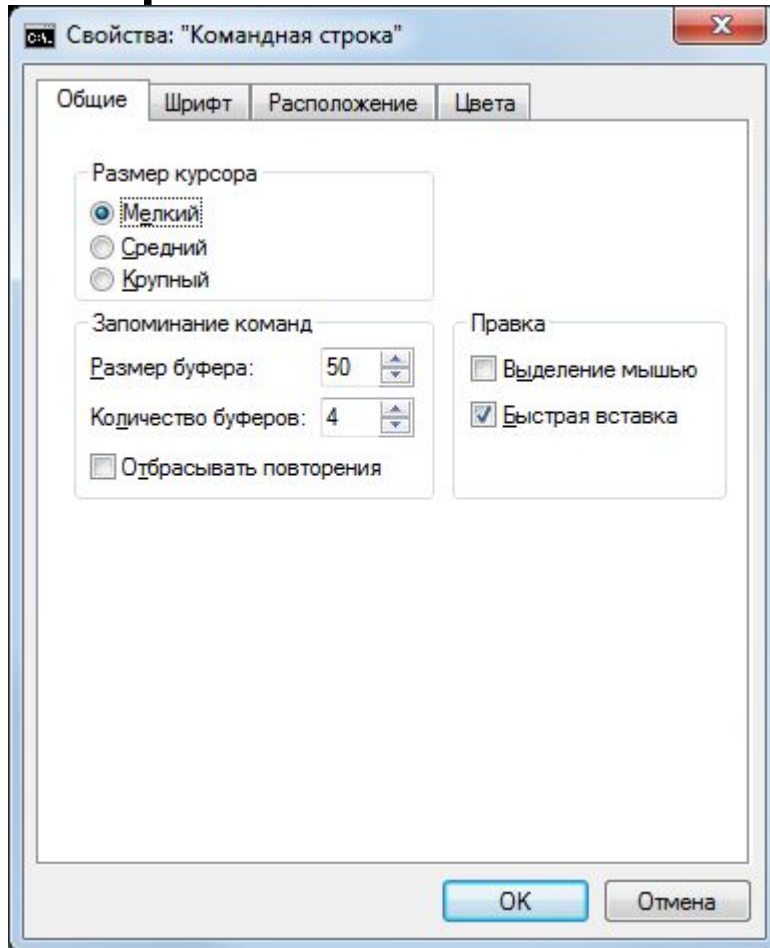 Свойства: "Командная строка"
Общие Шрифт Расположение Цвета
Размер курсора
Мелкий
Средний
Крупный
Запоминание команд
Размер буфера: 50
Количество буферов: 4
Отбрасывать повторения
Правка
Выделение мышью
Быстрая вставка
OK Отмена